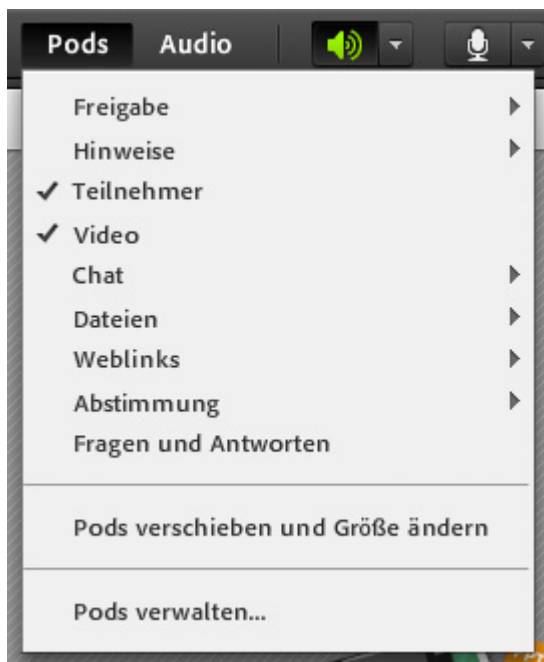 Pods Audio
Freigabe
Hinweise
Teilnehmer
Video
Chat
Dateien
Weblinks
Abstimmung
Fragen und Antworten
Pods verschieben und Größe ändern
Pods verwalten...